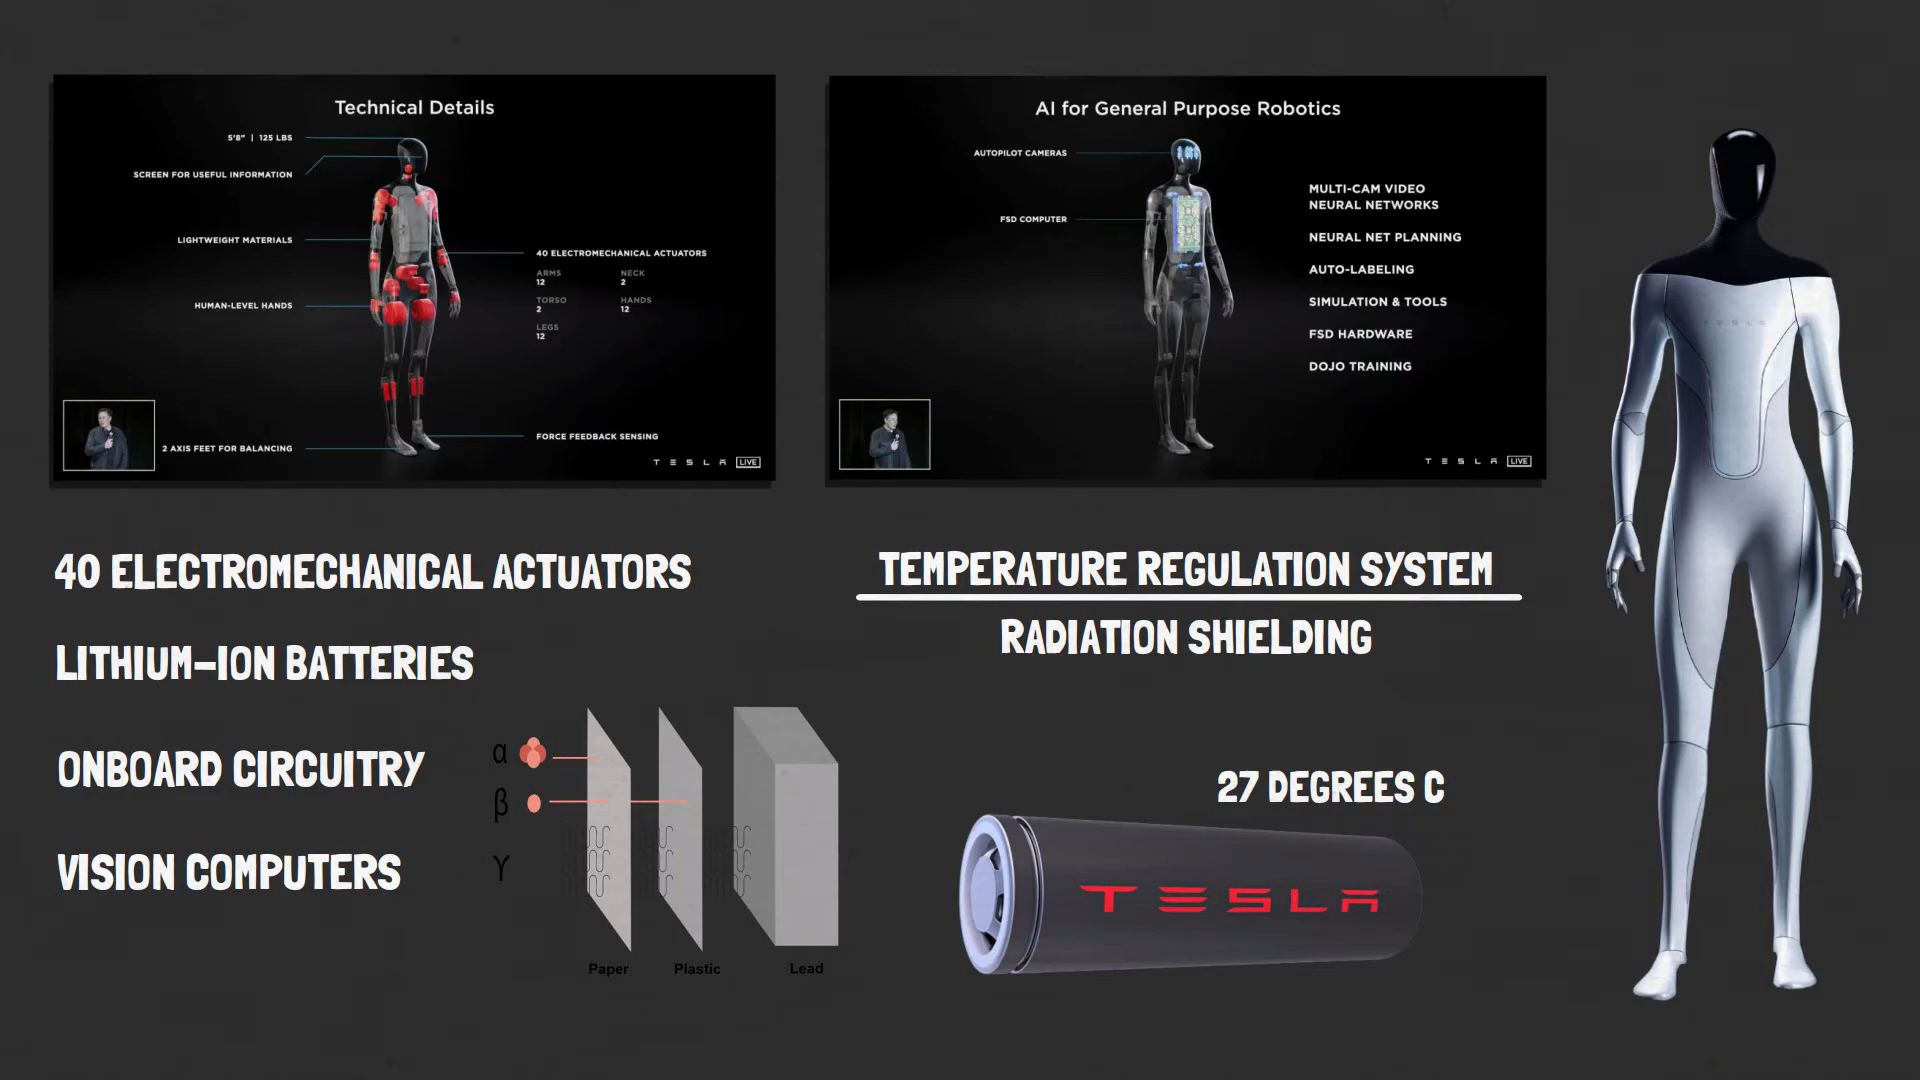 Technical Details
5'8" | 125 LBS
SCREEN FOR USEFUL INFORMATION
LIGHTWEIGHT MATERIALS
HUMAN-LEVEL HANDS
2 AXIS FEET FOR BALANCING
40 ELECTROMECHANICAL ACTUATORS
ARMS NECK
12 2
TORSO HANDS
2 12
LEGS
12
FORCE FEEDBACK SENSING
TESLA LIVE
AI for General Purpose Robotics
AUTOPILOT CAMERAS
FSD COMPUTER
MULTI-CAM VIDEO
NEURAL NETWORKS
NEURAL NET PLANNING
AUTO-LABELING
SIMULATION & TOOLS
FSD HARDWARE
DOJO TRAINING
TESLA LIVE
TESLA
40 ELECTROMECHANICAL ACTUATORS
LITHIUM-ION BATTERIES
ONBOARD CIRCUITRY
VISION COMPUTERS
α
β
γ
Paper Plastic Lead
TEMPERATURE REGULATION SYSTEM
RADIATION SHIELDING
27 DEGREES C
TESLA